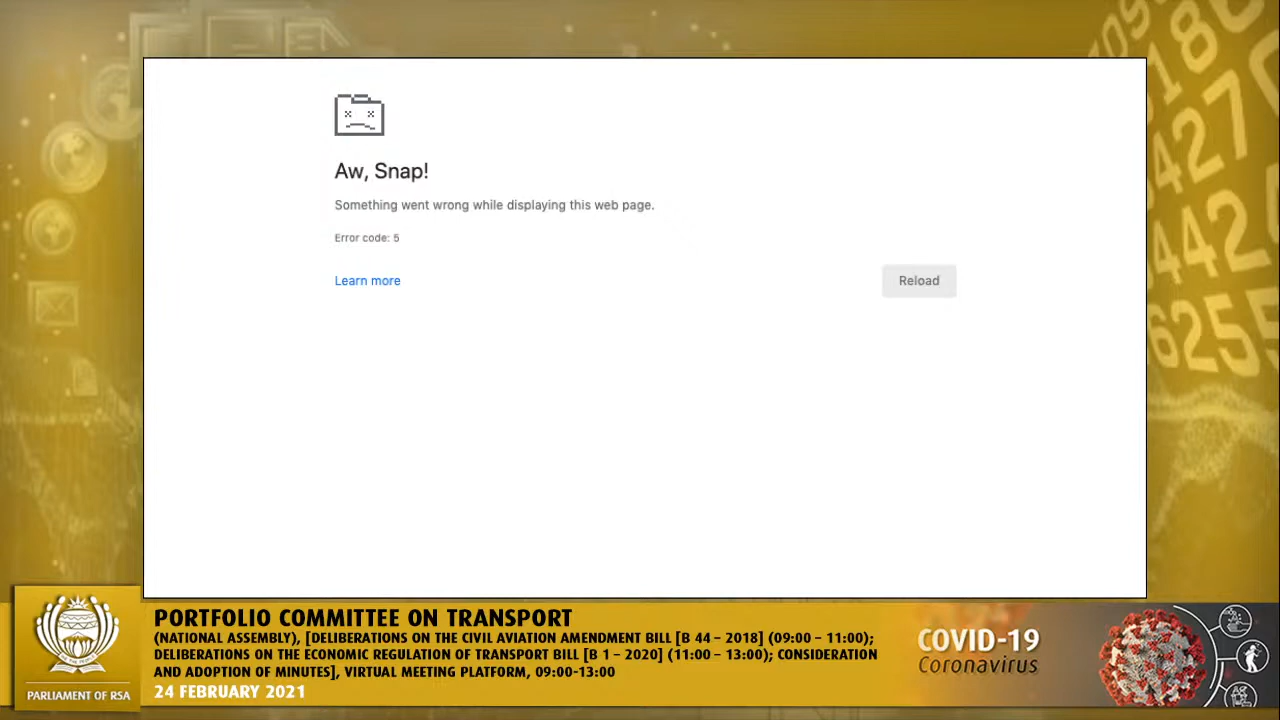 Aw, Snap!
Something went wrong while displaying this web page.
Error code: 5
Learn more
Reload
PORTFOLIO COMMITTEE ON TRANSPORT
(NATIONAL ASSEMBLY), [DELIBERATIONS ON THE CIVIL AVIATION AMENDMENT BILL [B 44 – 2018] (09:00 – 11:00);
DELIBERATIONS ON THE ECONOMIC REGULATION OF TRANSPORT BILL [B 1 – 2020] (11:00 – 13:00); CONSIDERATION
AND ADOPTION OF MINUTES], VIRTUAL MEETING PLATFORM, 09:00-13:00
24 FEBRUARY 2021
PARLIAMENT OF RSA
COVID-19
Coronavirus